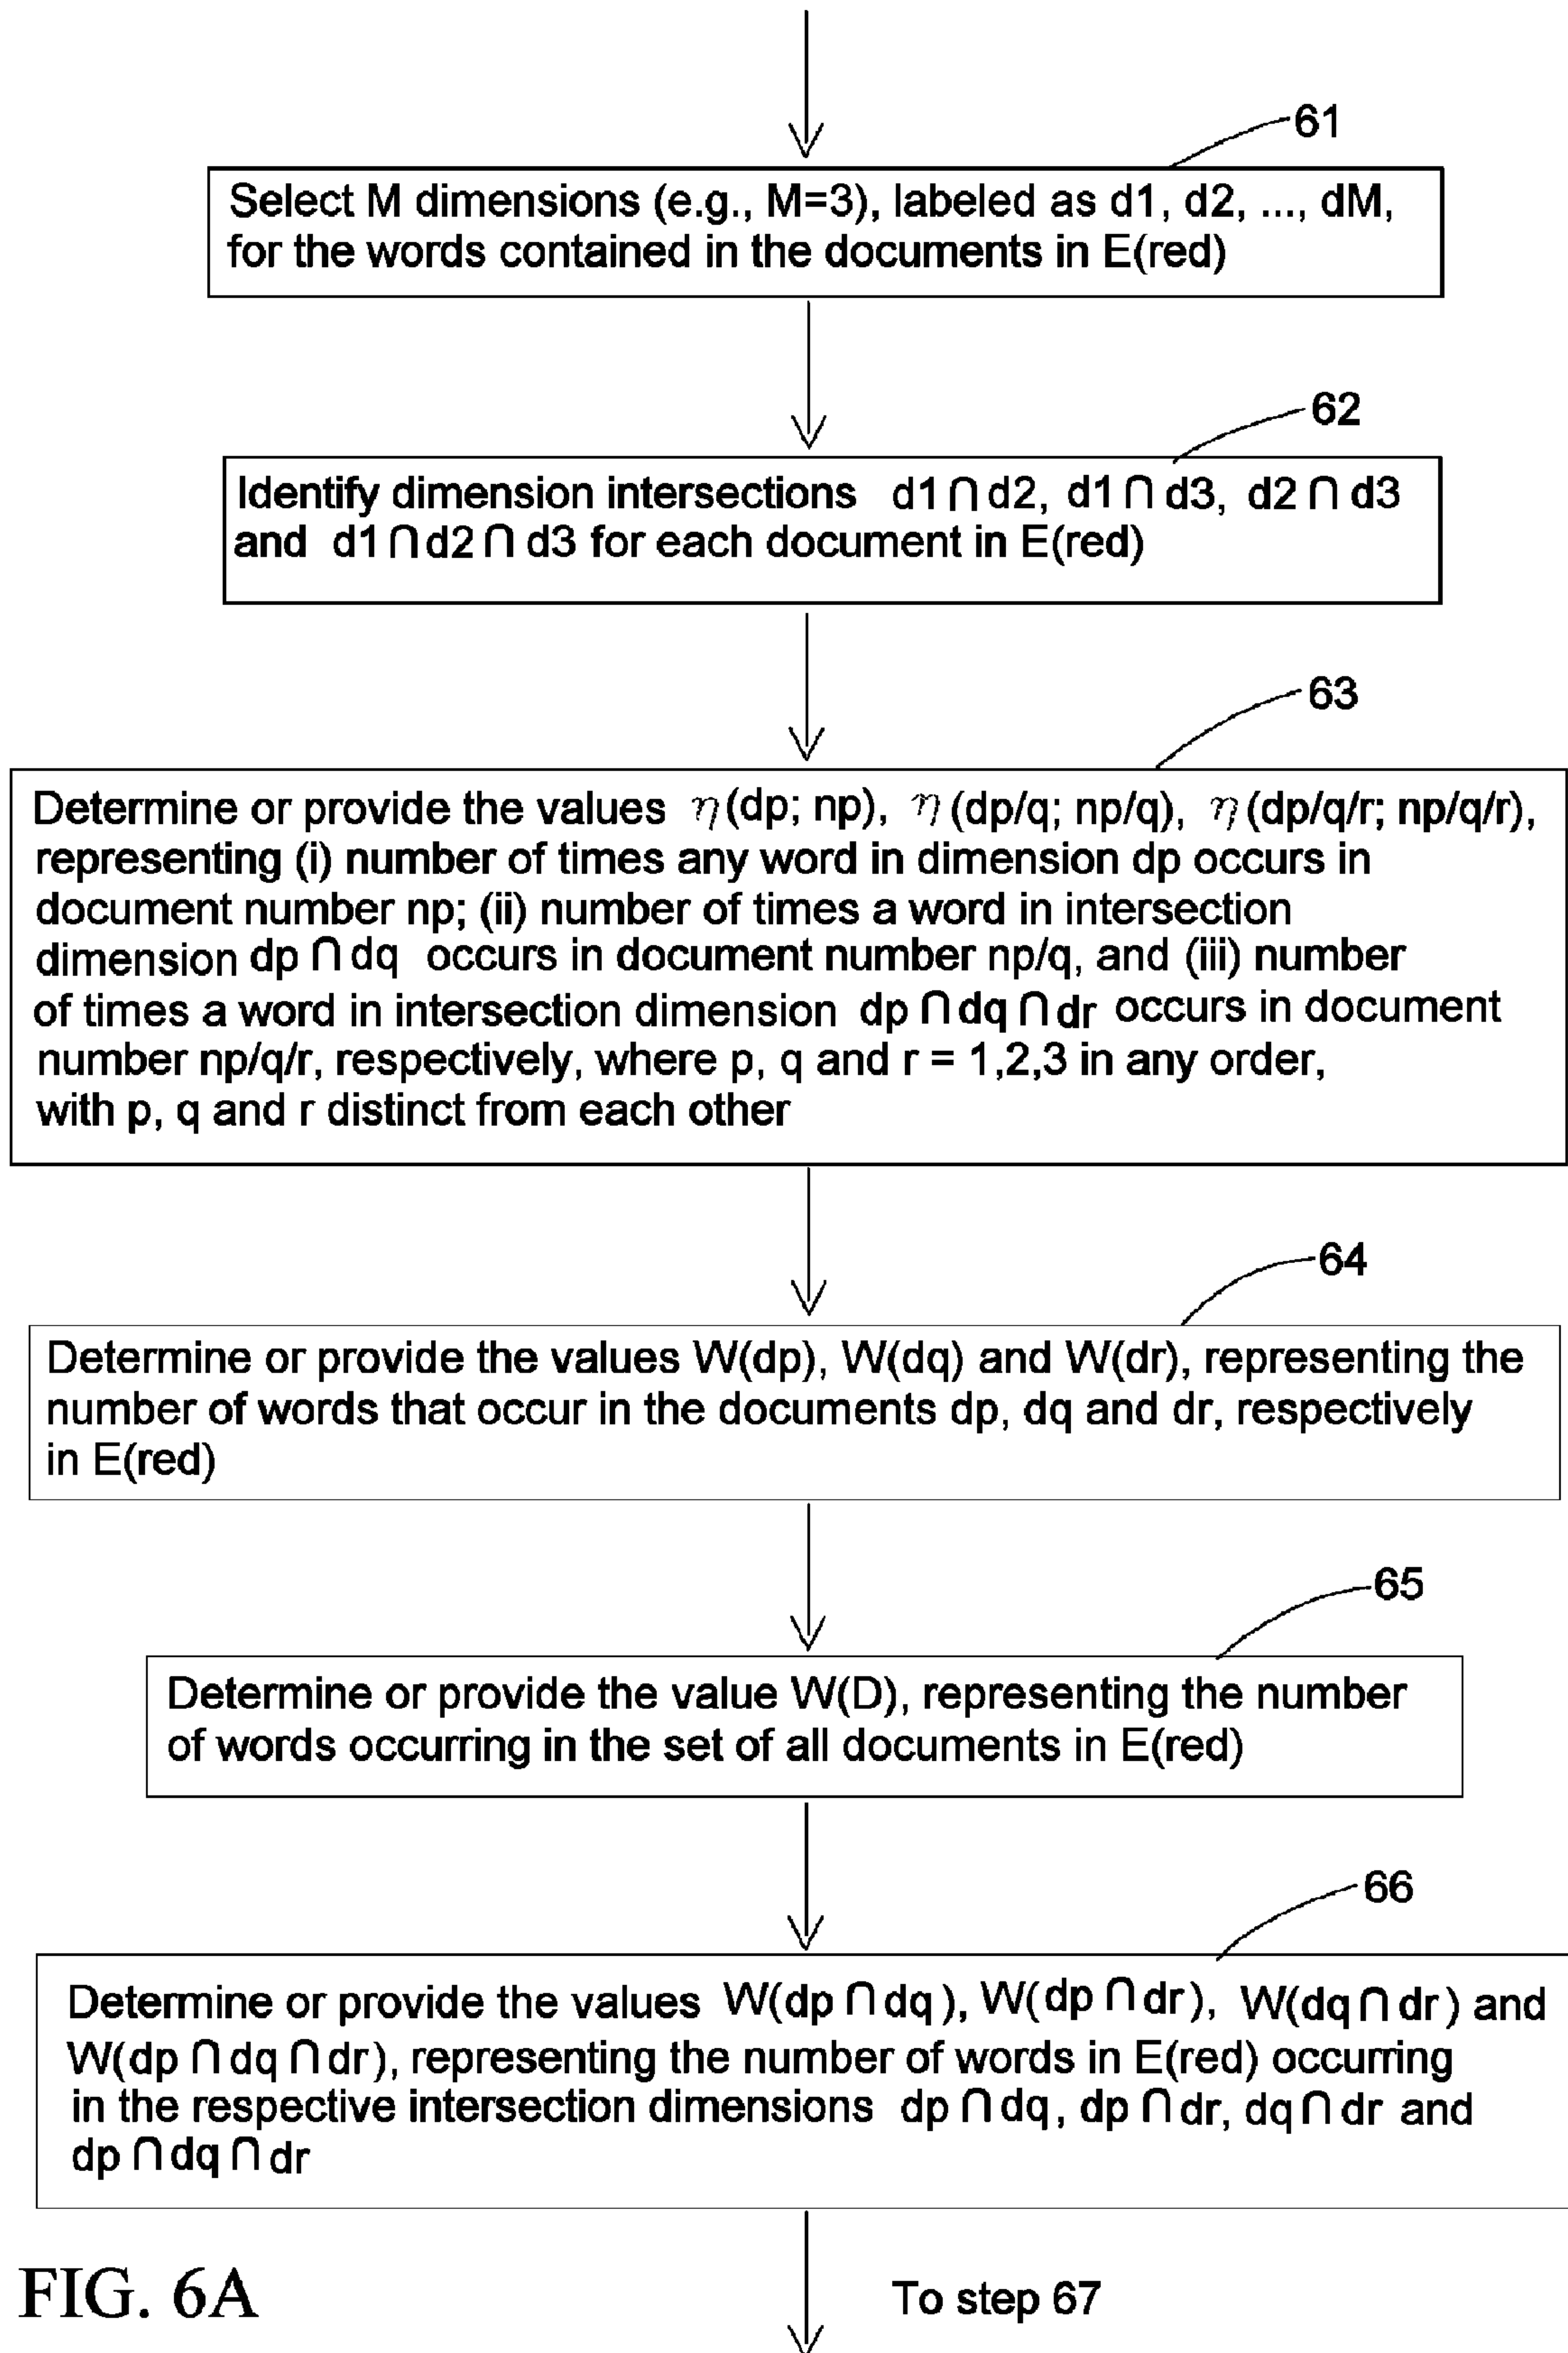 61
Select M dimensions (e.g., M=3), labeled as d1, d2, ..., dM,
for the words contained in the documents in E(red)
62
Identify dimension intersections d1 ∩ d2, d1 ∩ d3, d2 ∩ d3
and d1 ∩ d2 ∩ d3 for each document in E(red)
63
Determine or provide the values η(dp; np), η(dp/q; np/q), η(dp/q/r; np/q/r),
representing (i) number of times any word in dimension dp occurs in
document number np; (ii) number of times a word in intersection
dimension dp ∩ dq occurs in document number np/q, and (iii) number
of times a word in intersection dimension dp ∩ dq ∩ dr occurs in document
number np/q/r, respectively, where p, q and r = 1,2,3 in any order,
with p, q and r distinct from each other
64
Determine or provide the values W(dp), W(dq) and W(dr), representing the
number of words that occur in the documents dp, dq and dr, respectively
in E(red)
65
Determine or provide the value W(D), representing the number
of words occurring in the set of all documents in E(red)
66
Determine or provide the values W(dp ∩ dq), W(dp ∩ dr), W(dq ∩ dr) and
W(dp ∩ dq ∩ dr), representing the number of words in E(red) occurring
in the respective intersection dimensions dp ∩ dq, dp ∩ dr, dq ∩ dr and
dp ∩ dq ∩ dr
FIG. 6A
To step 67